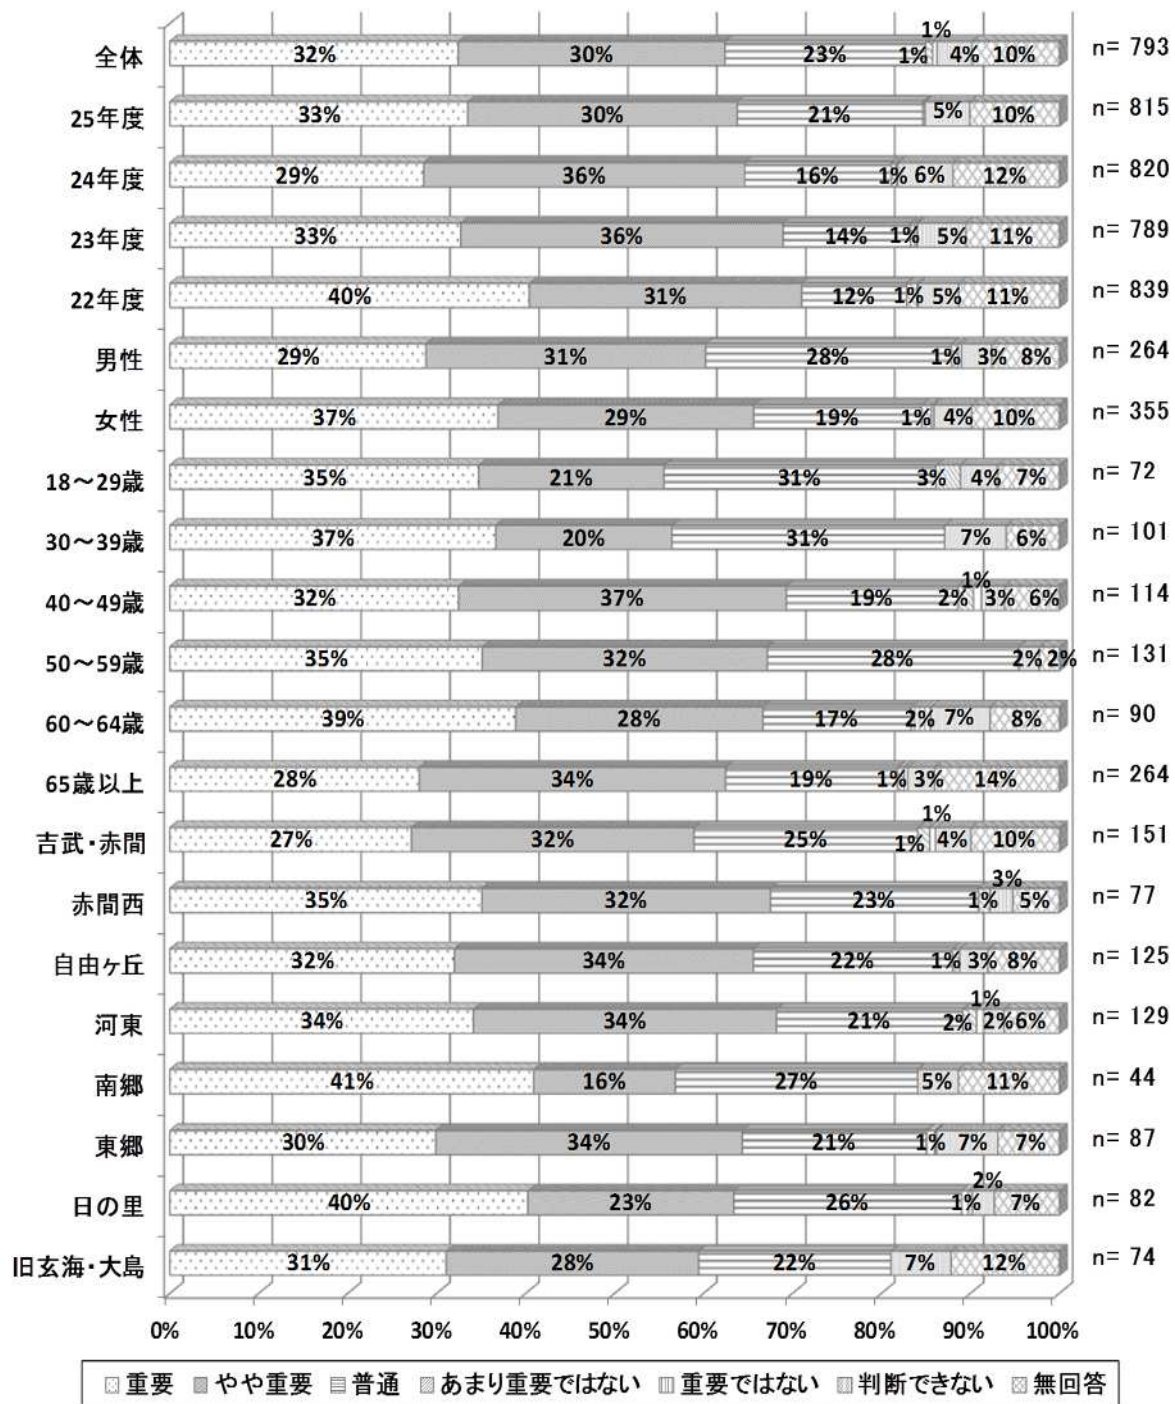 1%
全体 32% 30% 23% 1% 4% 10% n= 793
25年度 33% 30% 21% 5% 10% n= 815
24年度 29% 36% 16% 1% 6% 12% n= 820
23年度 33% 36% 14% 1% 5% 11% n= 789
22年度 40% 31% 12% 1% 5% 11% n= 839
男性 29% 31% 28% 1% 3% 8% n= 264
女性 37% 29% 19% 1% 4% 10% n= 355
18～29歳 35% 21% 31% 3% 4% 7% n= 72
30～39歳 37% 20% 31% 7% 6% n= 101
1%
40～49歳 32% 37% 19% 2% 3% 6% n= 114
50～59歳 35% 32% 28% 2% 2% n= 131
60～64歳 39% 28% 17% 2% 7% 8% n= 90
65歳以上 28% 34% 19% 1% 3% 14% n= 264
1%
吉武・赤間 27% 32% 25% 1% 4% 10% n= 151
3%
赤間西 35% 32% 23% 1% 5% n= 77
自由ヶ丘 32% 34% 22% 1% 3% 8% n= 125
1%
河東 34% 34% 21% 2% 2% 6% n= 129
南郷 41% 16% 27% 5% 11% n= 44
東郷 30% 34% 21% 1% 7% 7% n= 87
2%
日の里 40% 23% 26% 1% 7% n= 82
旧玄海・大島 31% 28% 22% 7% 12% n= 74
0% 10% 20% 30% 40% 50% 60% 70% 80% 90% 100%
重要 やや重要 普通 あまり重要ではない 重要ではない 判断できない 無回答